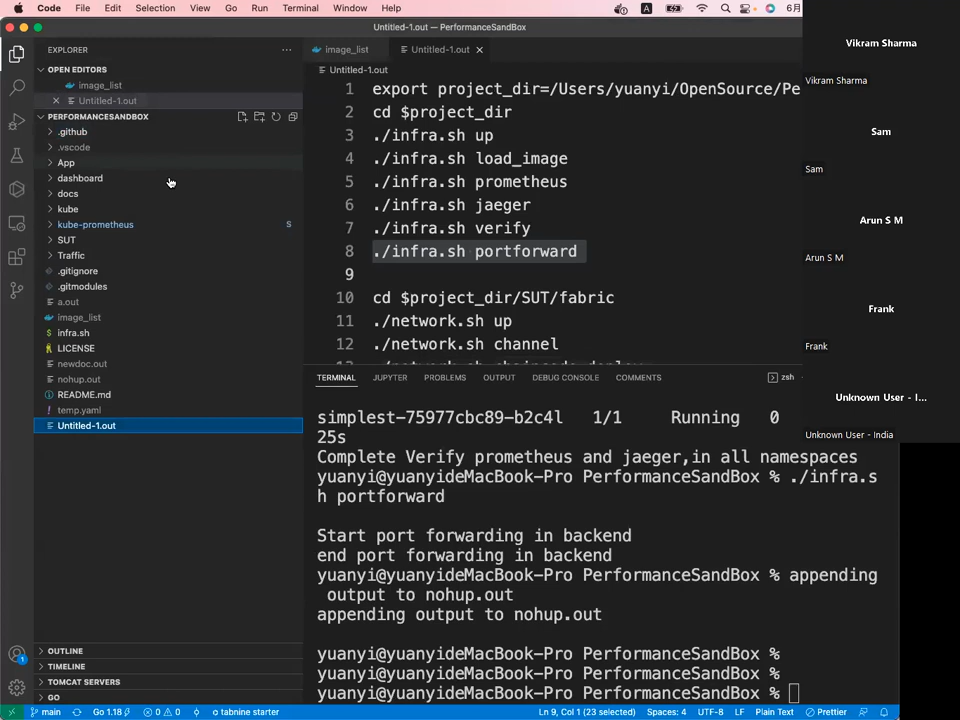 Code File Edit Selection View Go Run Terminal Window Help A 6月
Untitled-1.out — PerformanceSandBox
EXPLORER
OPEN EDITORS
image_list
Untitled-1.out
PERFORMANCESANDBOX
.github
.vscode
App
dashboard
docs
kube
kube-prometheus S
SUT
Traffic
.gitignore
.gitmodules
a.out
image_list
infra.sh
LICENSE
newdoc.out
nohup.out
README.md
temp.yaml
Untitled-1.out
OUTLINE
TIMELINE
TOMCAT SERVERS
GO
image_list Untitled-1.out
Untitled-1.out
1 export project_dir=/Users/yuanyi/OpenSource/Pe
2 cd $project_dir
3 ./infra.sh up
4 ./infra.sh load_image
5 ./infra.sh prometheus
6 ./infra.sh jaeger
7 ./infra.sh verify
8 ./infra.sh portforward
9
10 cd $project_dir/SUT/fabric
11 ./network.sh up
12 ./network.sh channel
TERMINAL JUPYTER PROBLEMS OUTPUT DEBUG CONSOLE COMMENTS zsh
simplest-75977cbc89-b2c4l 1/1 Running 0
25s
Complete Verify prometheus and jaeger,in all namespaces
yuanyi@yuanyideMacBook-Pro PerformanceSandBox % ./infra.s
h portforward
Start port forwarding in backend
end port forwarding in backend
yuanyi@yuanyideMacBook-Pro PerformanceSandBox % appending
output to nohup.out
appending output to nohup.out
yuanyi@yuanyideMacBook-Pro PerformanceSandBox %
yuanyi@yuanyideMacBook-Pro PerformanceSandBox %
yuanyi@yuanyideMacBook-Pro PerformanceSandBox %
main Go 1.18 0 0 tabnine starter Ln 9, Col 1 (23 selected) Spaces: 4 UTF-8 LF Plain Text Prettier
1
Vikram Sharma
Vikram Sharma
Sam
Sam
Arun S M
Arun S M
Frank
Frank
Unknown User - I...
Unknown User - India